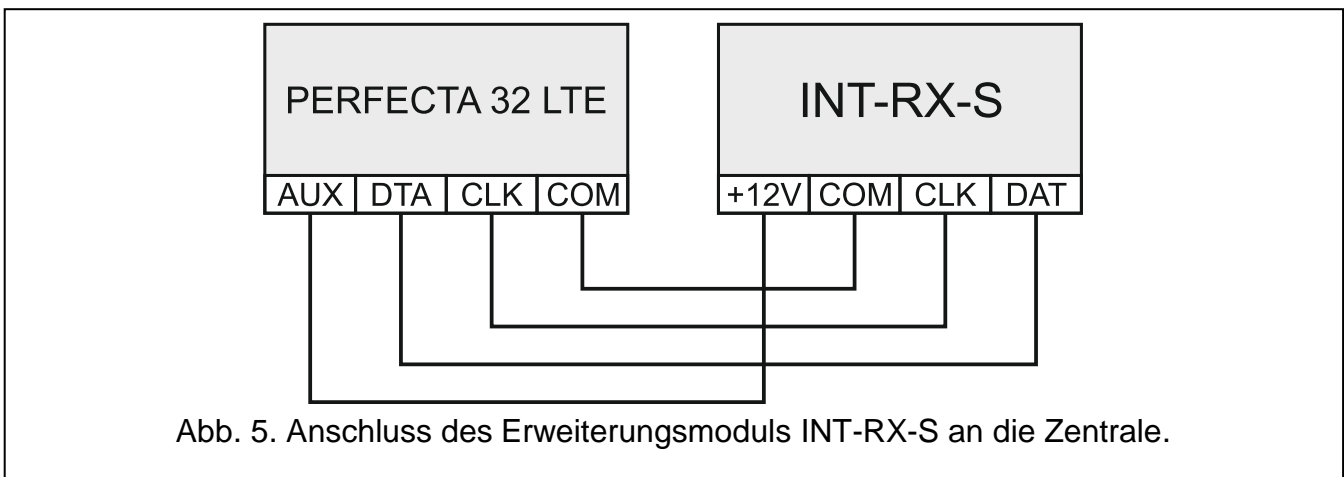 PERFECTA 32 LTE
AUX DTA CLK COM
INT-RX-S
+12V COM CLK DAT
Abb. 5. Anschluss des Erweiterungsmoduls INT-RX-S an die Zentrale.